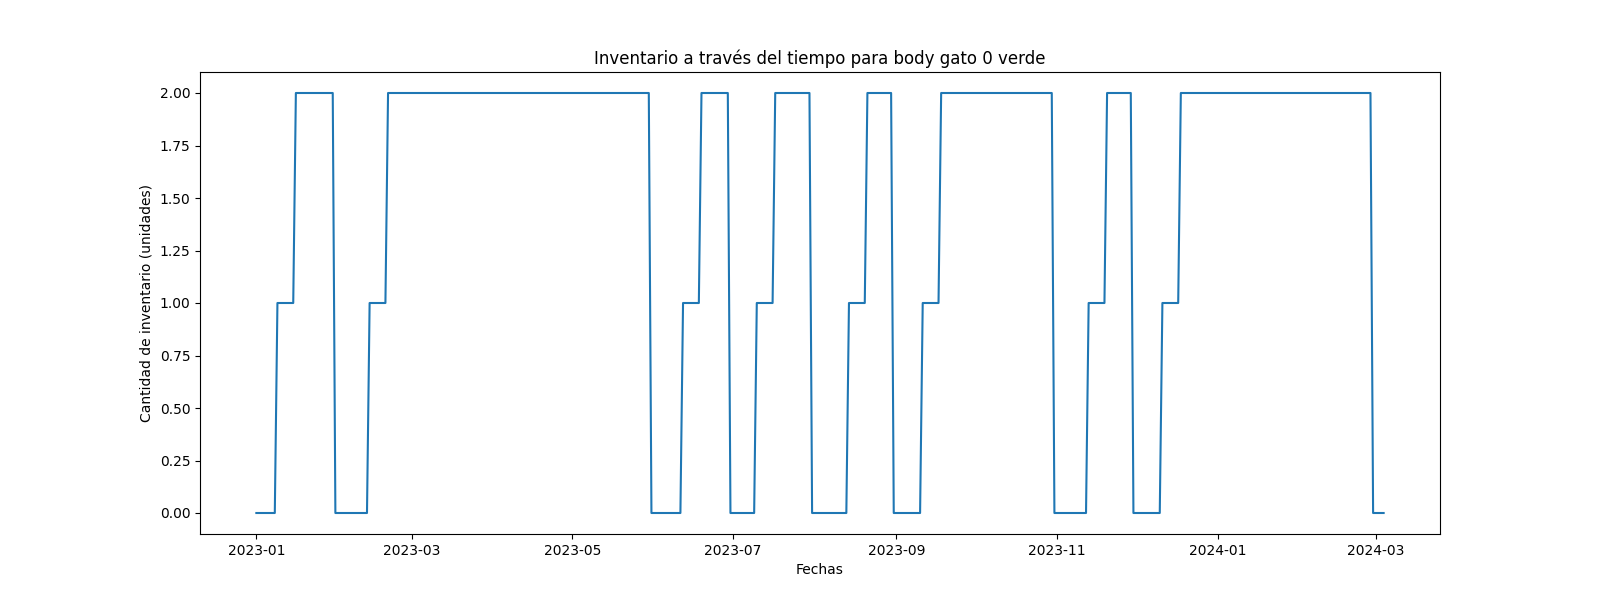 Inventario a través del tiempo para body gato 0 verde
Cantidad de inventario (unidades)
2.00
1.75
1.50
1.25
1.00
0.75
0.50
0.25
0.00
2023-01 2023-03 2023-05 2023-07 2023-09 2023-11 2024-01 2024-03
Fechas